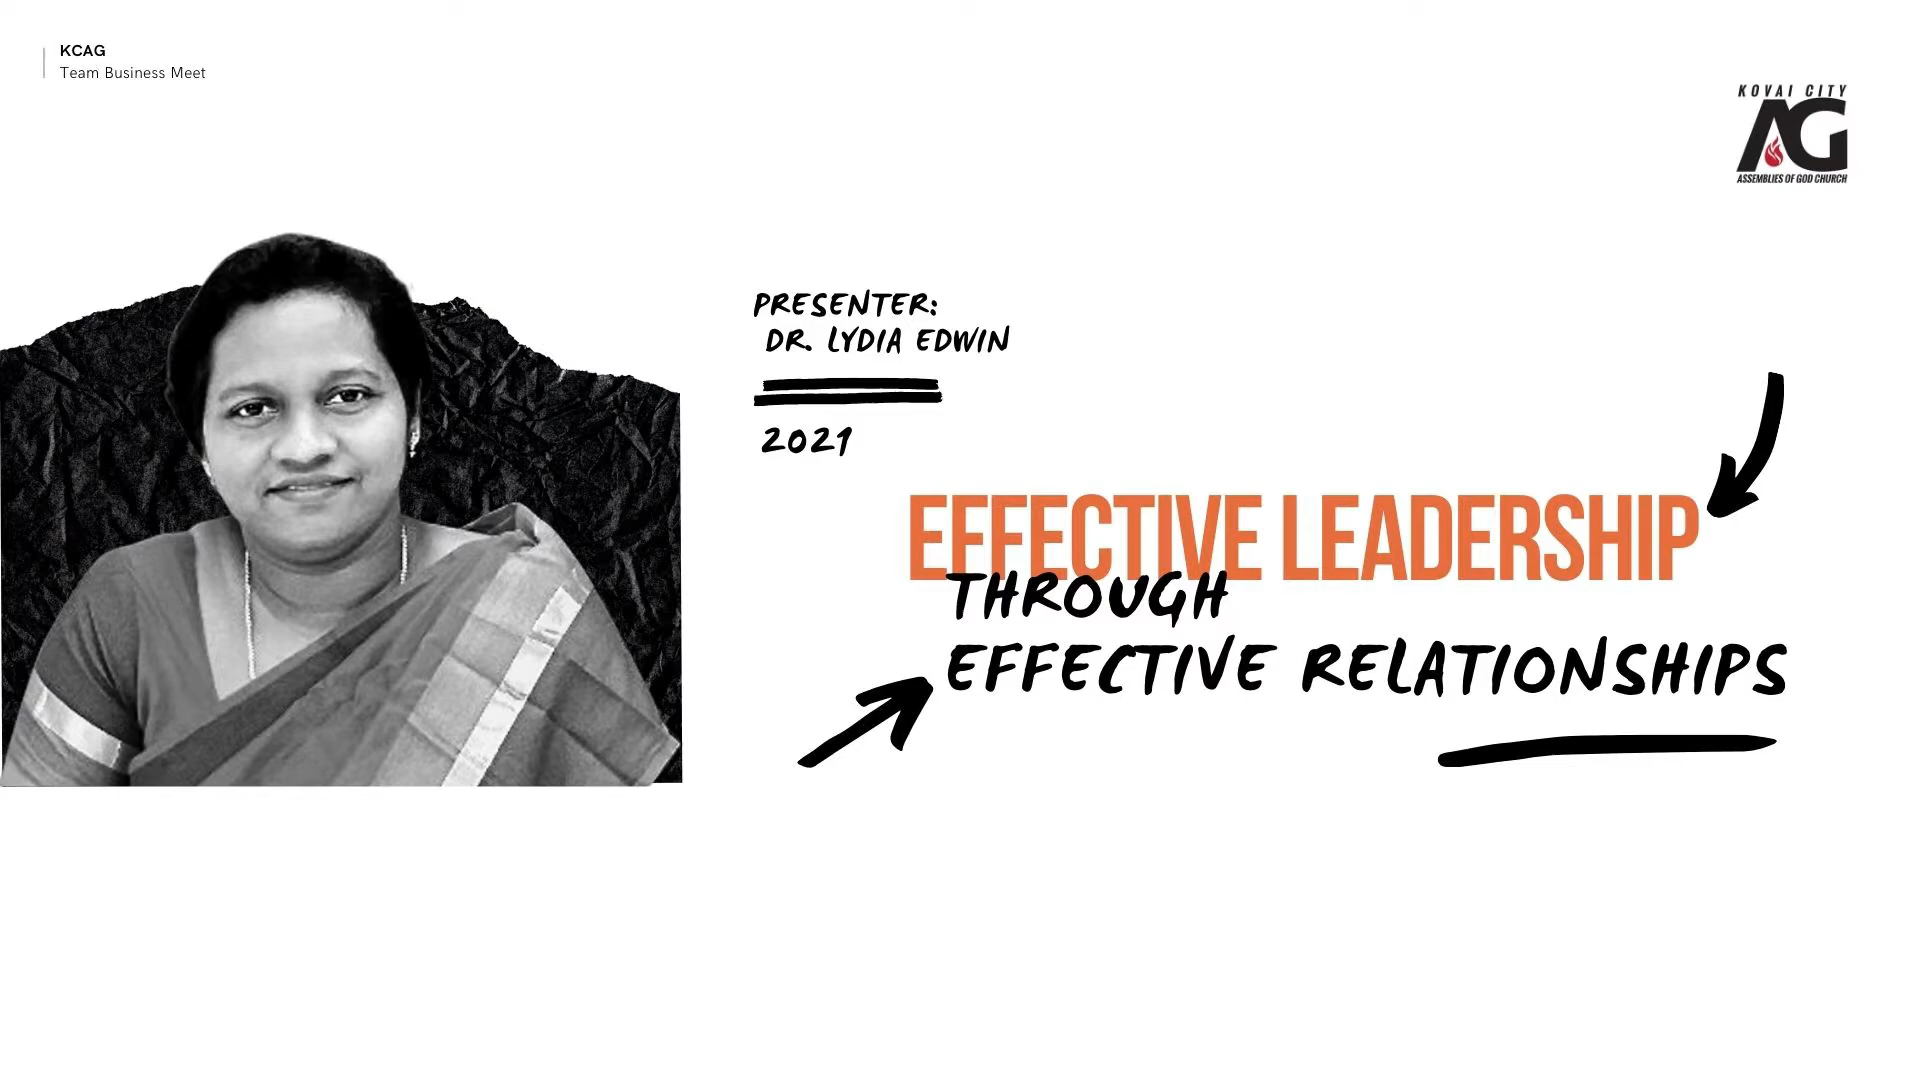 KCAG
Team Business Meet
KOVAI CITY
AG
ASSEMBLIES OF GOD CHURCH
PRESENTER:
DR. LYDIA EDWIN
2021
EFFECTIVE LEADERSHIP
THROUGH
EFFECTIVE RELATIONSHIPS